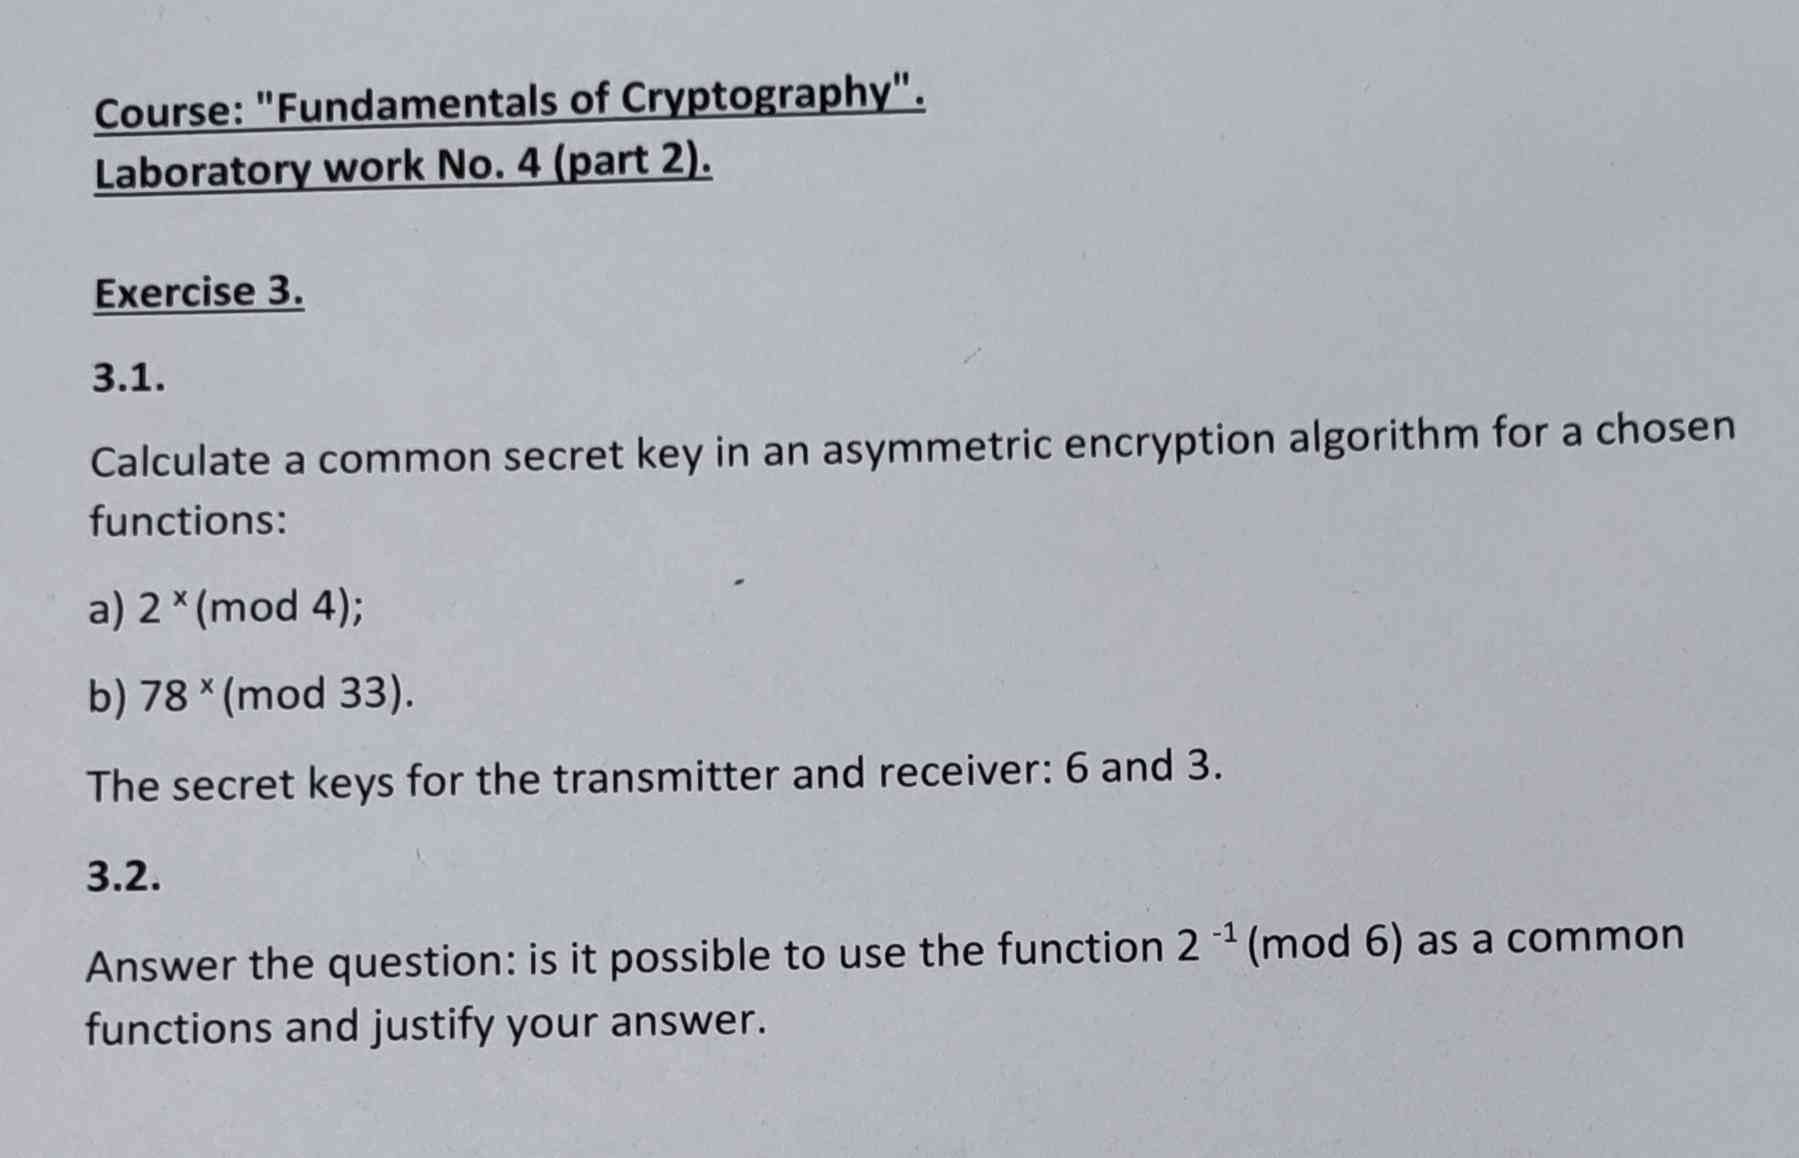 Course: "Fundamentals of Cryptography".
Laboratory work No. 4 (part 2).
Exercise 3.
3.1.
Calculate a common secret key in an asymmetric encryption algorithm for a chosen
functions:
a) 2 ˣ (mod 4);
b) 78 ˣ (mod 33).
The secret keys for the transmitter and receiver: 6 and 3.
3.2.
Answer the question: is it possible to use the function 2 ⁻¹ (mod 6) as a common
functions and justify your answer.